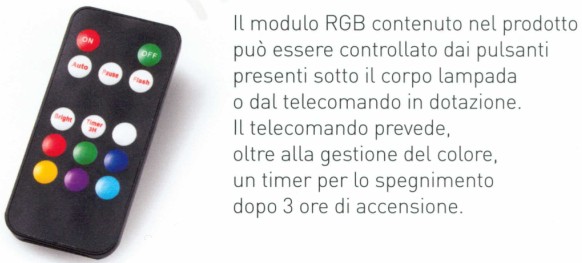 ON
OFF
Auto
Flash
Bright
Timer
3H
Il modulo RGB contenuto nel prodotto
può essere controllato dai pulsanti
presenti sotto il corpo lampada
o dal telecomando in dotazione.
Il telecomando prevede,
oltre alla gestione del colore,
un timer per lo spegnimento
dopo 3 ore di accensione.